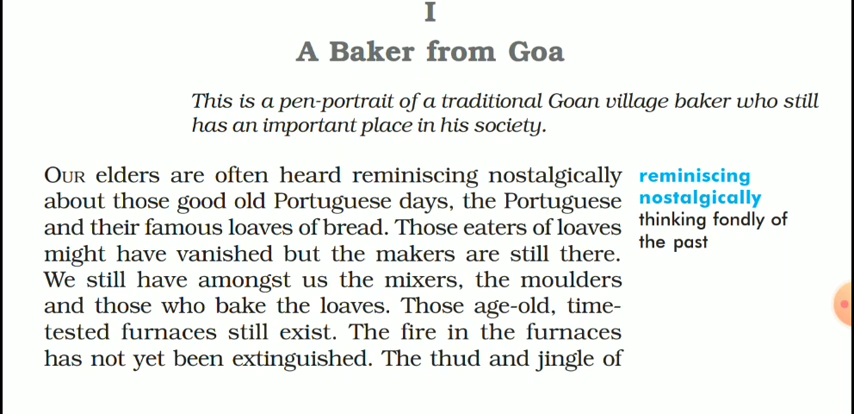 I
A Baker from Goa
This is a pen-portrait of a traditional Goan village baker who still
has an important place in his society.
OUR elders are often heard reminiscing nostalgically
about those good old Portuguese days, the Portuguese
and their famous loaves of bread. Those eaters of loaves
might have vanished but the makers are still there.
We still have amongst us the mixers, the moulders
and those who bake the loaves. Those age-old, time-
tested furnaces still exist. The fire in the furnaces
has not yet been extinguished. The thud and jingle of
reminiscing
nostalgically
thinking fondly of
the past